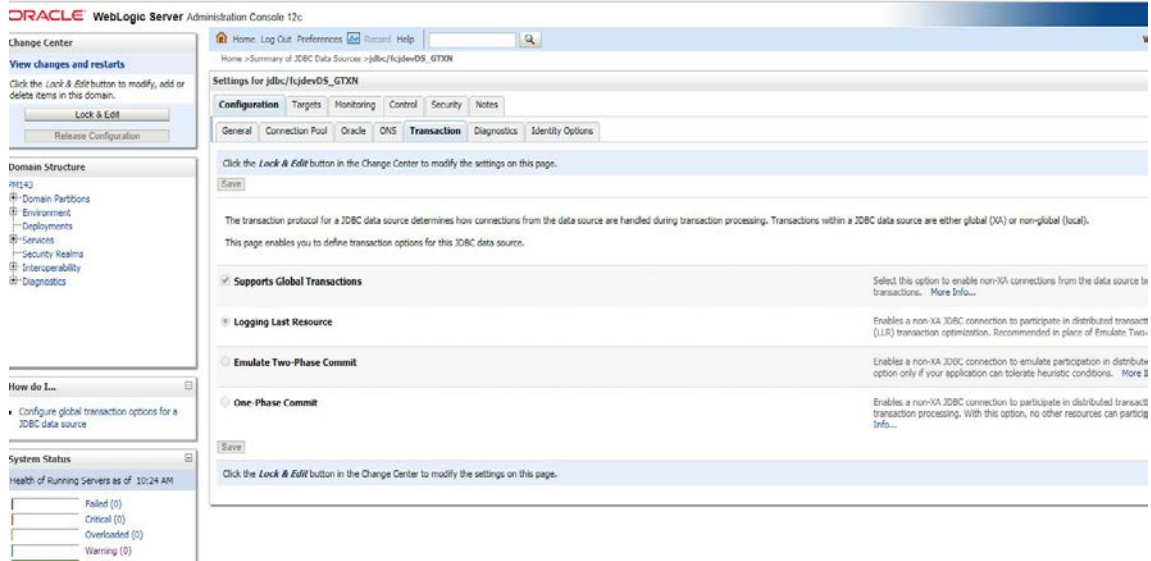 ORACLE WebLogic Server Administration Console 12c
Change Center
View changes and restarts
Click the Lock & Edit button to modify, add or
delete items in this domain.
Lock & Edit
Release Configuration
Domain Structure
PM143
Domain Partitions
Environment
Deployments
Services
Security Realms
Interoperability
Diagnostics
How do I...
Configure global transaction options for a
JDBC data source
System Status
Health of Running Servers as of 10:24 AM
Failed (0)
Critical (0)
Overloaded (0)
Warning (0)
Home Log Out Preferences Record Help
Home >Summary of JDBC Data Sources >jdbc/fcjdevDS_GTXN
Settings for jdbc/fcjdevDS_GTXN
Configuration Targets Monitoring Control Security Notes
General Connection Pool Oracle ONS Transaction Diagnostics Identity Options
Click the Lock & Edit button in the Change Center to modify the settings on this page.
Save
The transaction protocol for a JDBC data source determines how connections from the data source are handled during transaction processing. Transactions within a JDBC data source are either global (XA) or non-global (local).
This page enables you to define transaction options for this JDBC data source.
Supports Global Transactions
Select this option to enable non-XA connections from the data source
transactions. More Info...
Logging Last Resource
Enables a non-XA JDBC connection to participate in distributed
(LLR) transaction optimization. Recommended in place of Emulate Two-
Emulate Two-Phase Commit
Enables a non-XA JDBC connection to emulate participation in
option only if your application can tolerate heuristic conditions. More
One-Phase Commit
Enables a non-XA JDBC connection to participate in distributed
transaction processing. With this option, no other resources can
Info...
Save
Click the Lock & Edit button in the Change Center to modify the settings on this page.